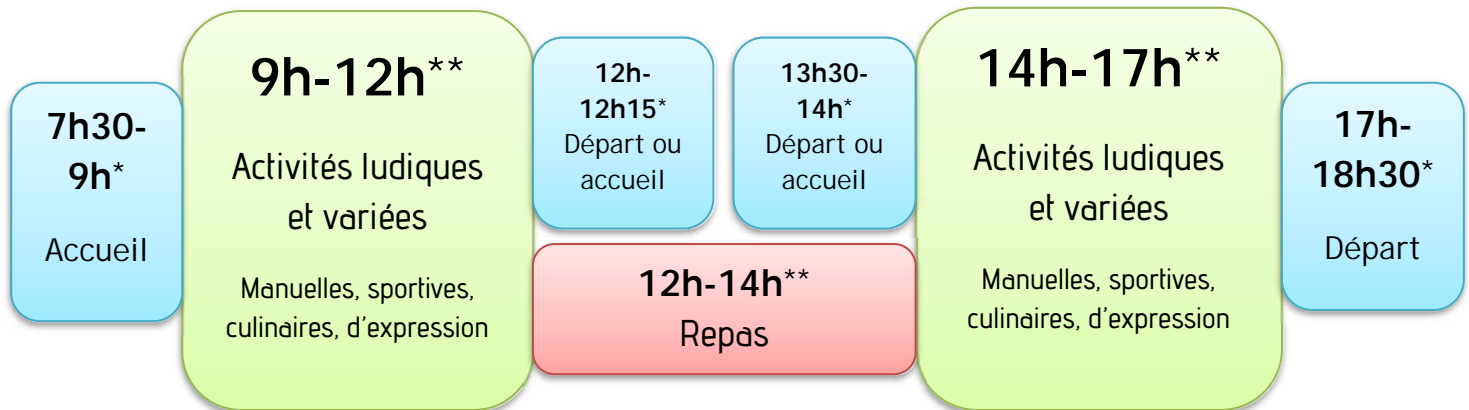 7h30-
9h*
Accueil
9h-12h**
Activités ludiques
et variées
Manuelles, sportives,
culinaires, d'expression
12h-
12h15*
Départ ou
accueil
13h30-
14h*
Départ ou
accueil
12h-14h**
Repas
14h-17h**
Activités ludiques
et variées
Manuelles, sportives,
culinaires, d'expression
17h-
18h30*
Départ